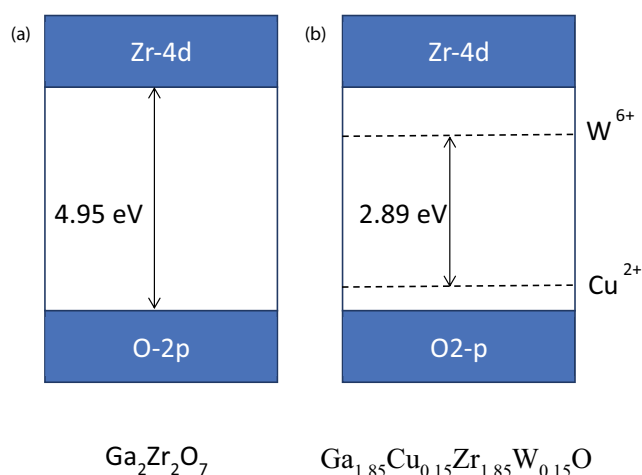 (a)
Zr-4d
4.95 eV
O-2p
Ga₂Zr₂O₇
(b)
Zr-4d
W⁶⁺
2.89 eV
Cu²⁺
O2-p
Ga₁.₈₅Cu₀.₁₅Zr₁.₈₅W₀.₁₅O